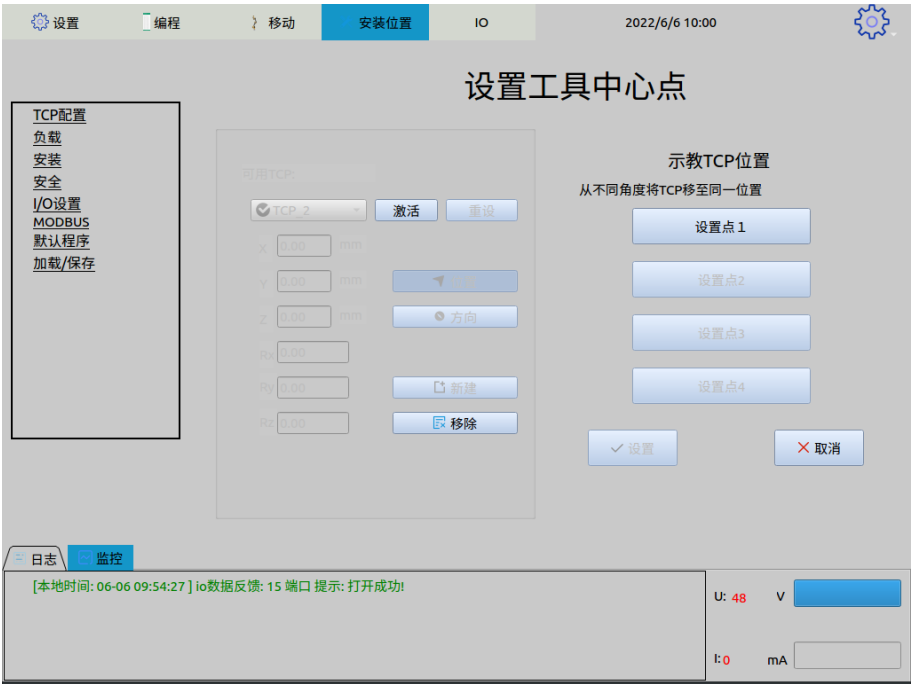 设置 编程 移动 安装位置 IO 2022/6/6 10:00
设置工具中心点
TCP配置
负载
安装
安全
I/O设置
MODBUS
默认程序
加载/保存
可用TCP:
TCP_2 激活 重设
X 0.00 mm
Y 0.00 mm
Z 0.00 mm 方向
Rx 0.00
Ry 0.00 新建
Rz 0.00 移除
示教TCP位置
从不同角度将TCP移至同一位置
设置点１
设置点2
设置点3
设置点4
设置 取消
日志 监控
[本地时间: 06-06 09:54:27 ] io数据反馈: 15 端口 提示: 打开成功!
U: 48 V
I: 0 mA